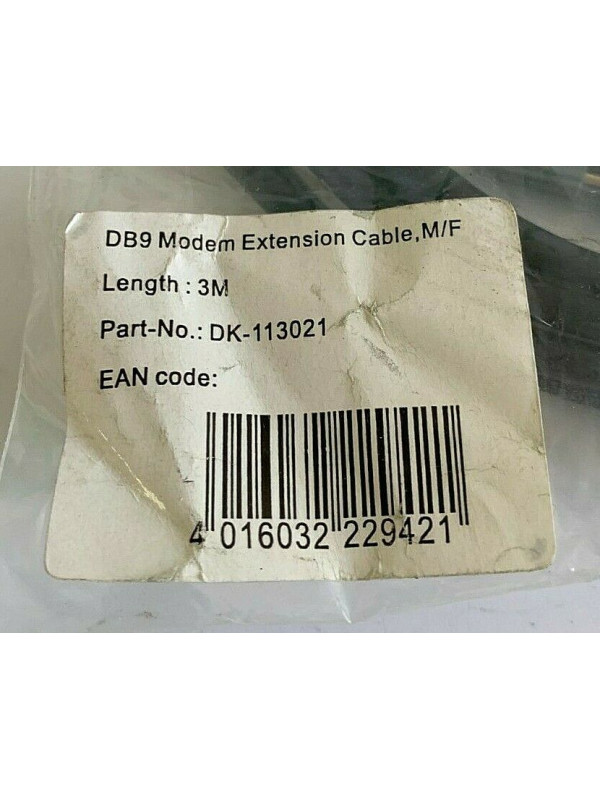 DB9 Modem Extension Cable,M/F
Length : 3M
Part-No.: DK-113021
EAN code:
4 016032 229421